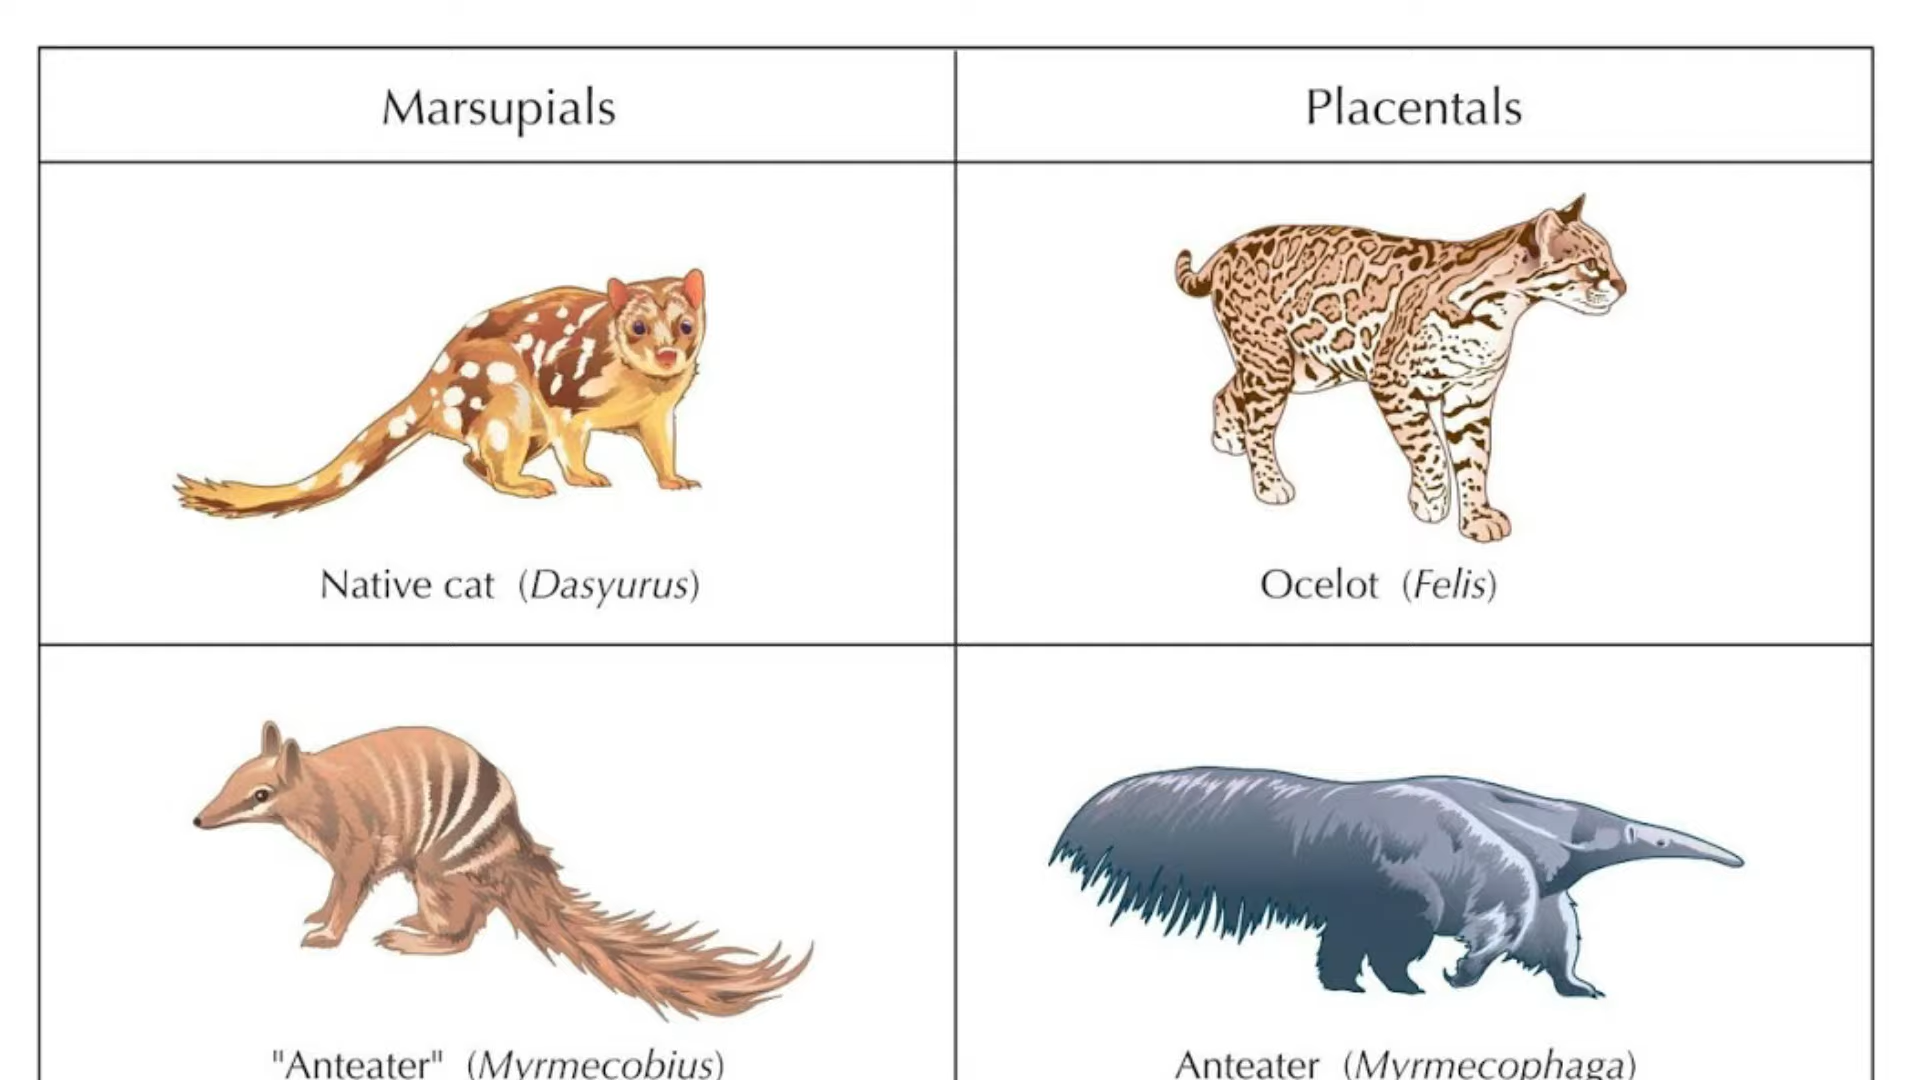 Marsupials
Placentals
Native cat (Dasyurus)
Ocelot (Felis)
"Anteater" (Myrmecobius)
Anteater (Myrmecophaga)